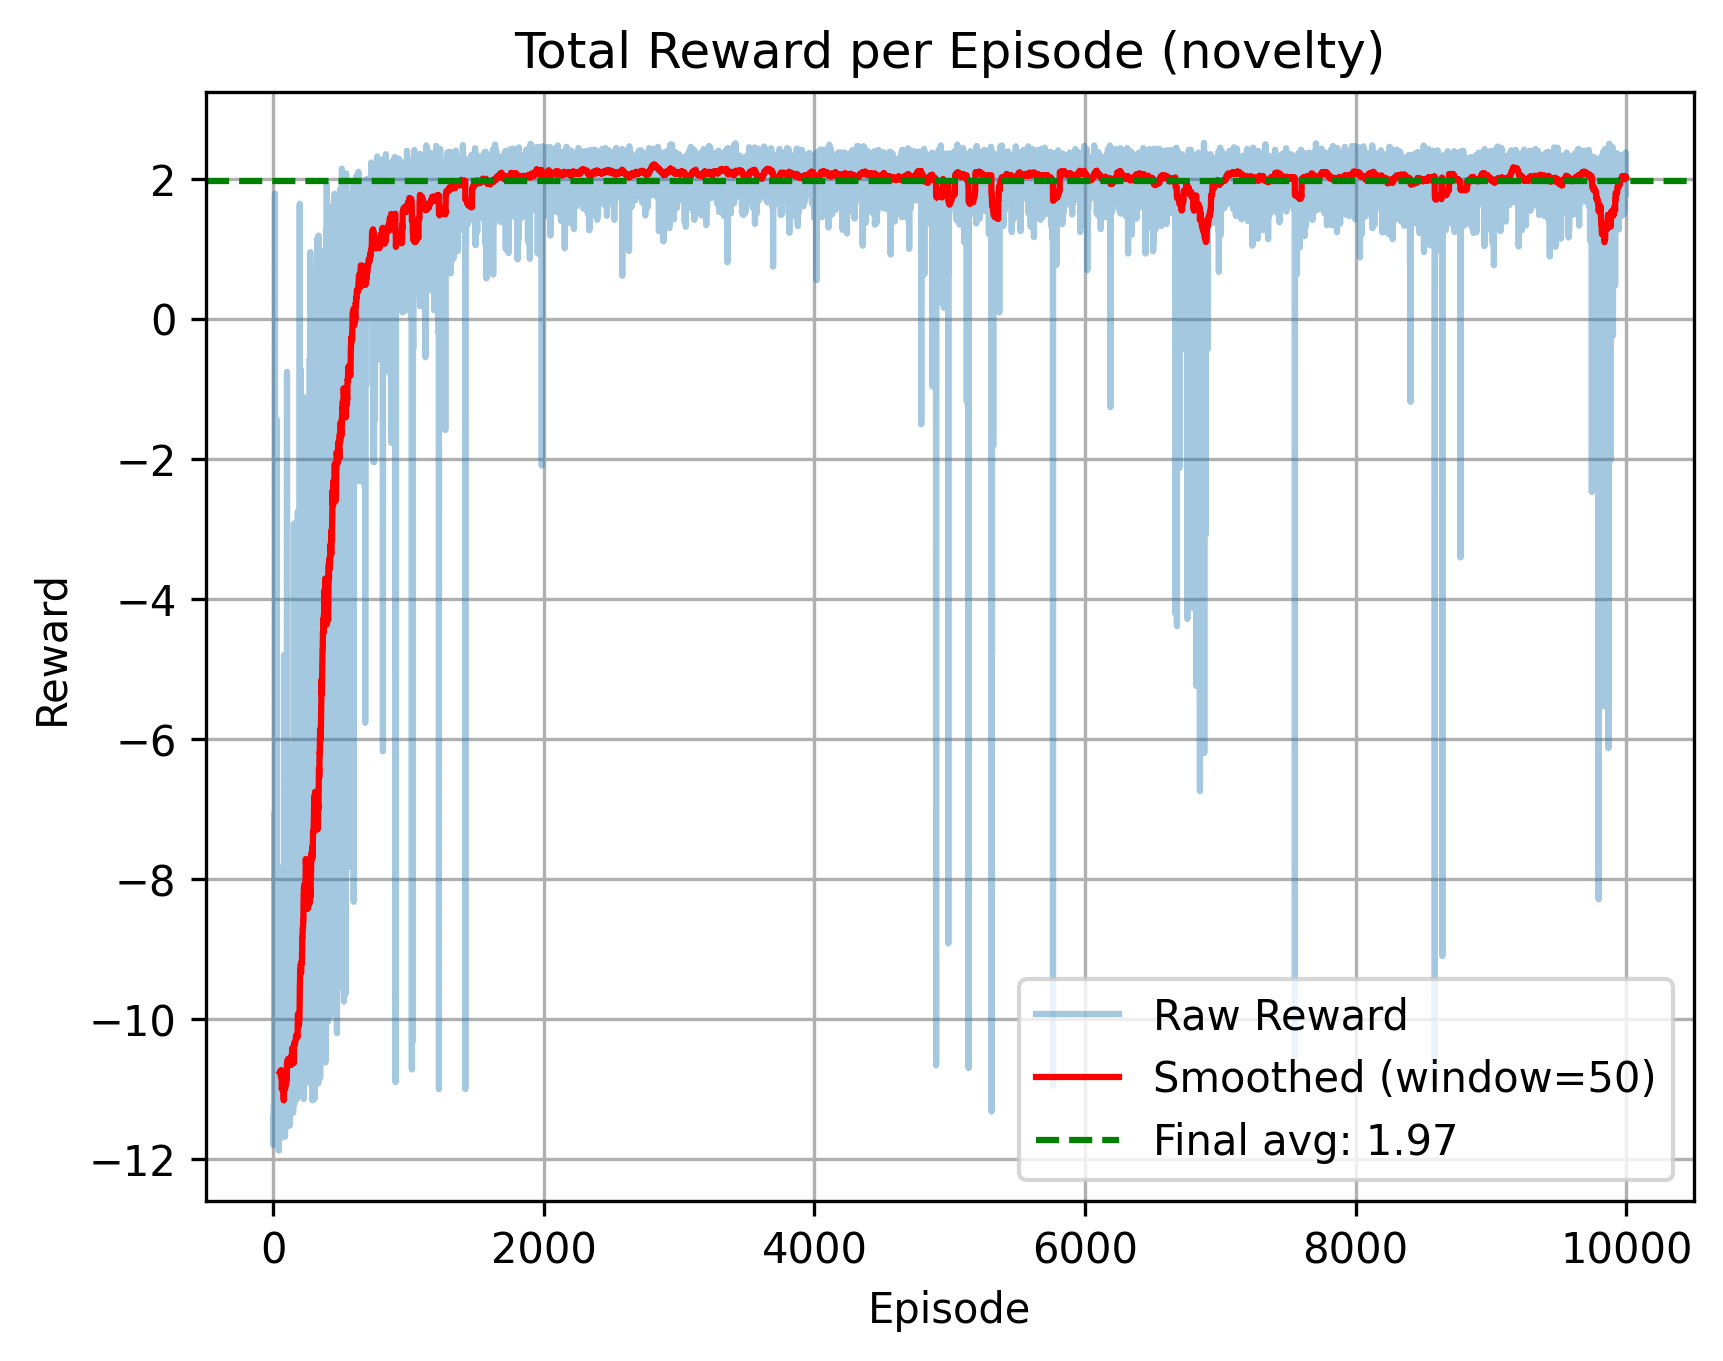 Total Reward per Episode (novelty)
2
0
−2
−4
−6
−8
−10
−12
Reward
Raw Reward
Smoothed (window=50)
Final avg: 1.97
0 2000 4000 6000 8000 10000
Episode